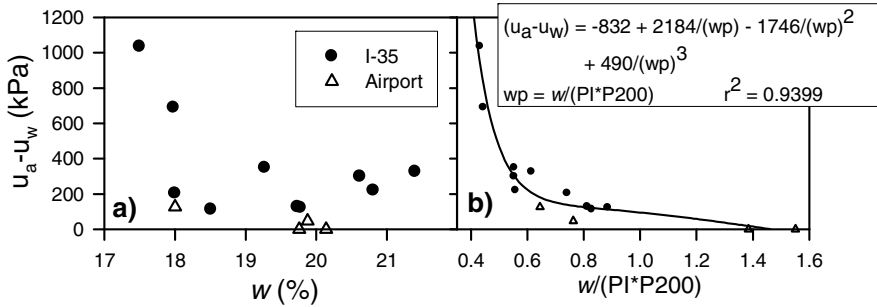 1200
1000
800
600
400
200
0
uₐ-u_w (kPa)
I-35
Airport
a)
17
18
19
20
21
w (%)
(uₐ-u_w) = -832 + 2184/(wp) - 1746/(wp)²
+ 490/(wp)³
wp = w/(PI*P200) r² = 0.9399
b)
0.4
0.6
0.8
1.0
1.2
1.4
1.6
w/(PI*P200)